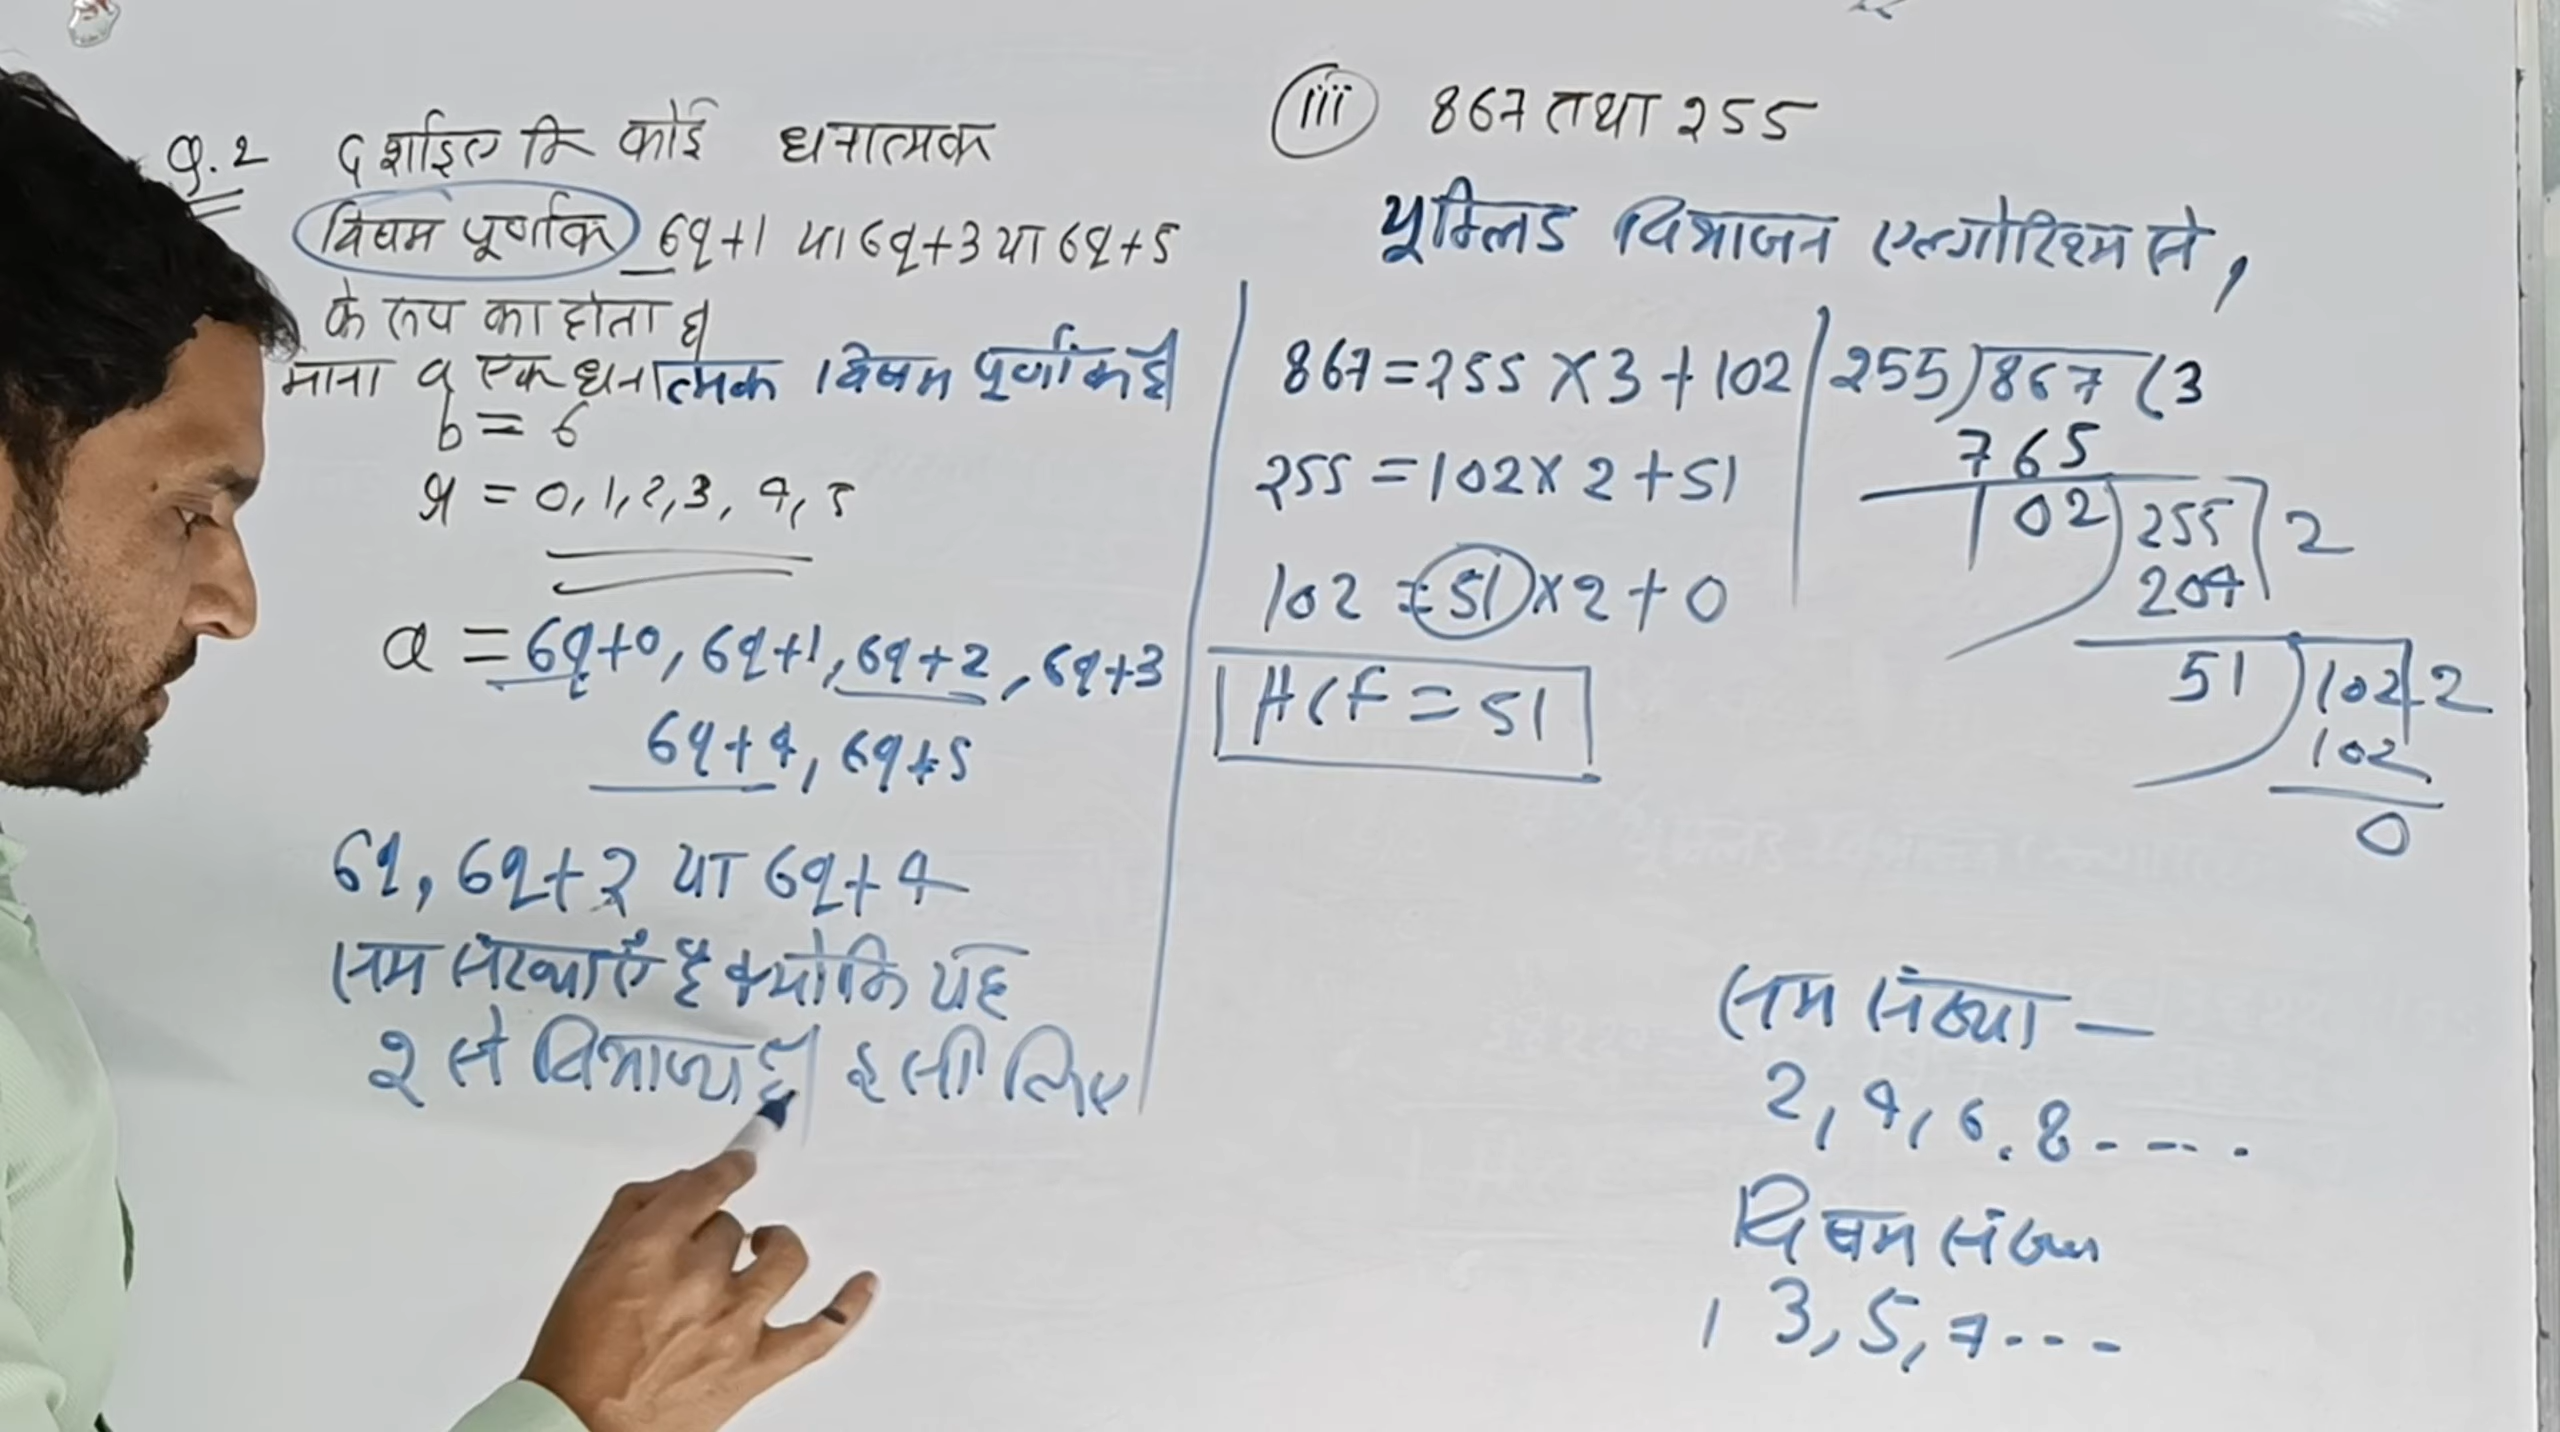 Q.2 दर्शाइए कि कोई धनात्मक
विषम पूर्णांक 6q+1 या 6q+3 या 6q+5
के रूप का होता है
माना a एक धनात्मक विषम पूर्णांक है
b = 6
r = 0, 1, 2, 3, 4, 5
a = 6q+0, 6q+1, 6q+2, 6q+3
6q+4, 6q+5
6q, 6q+2 या 6q+4
सम संख्याएँ है क्योकि यह
2 से विभाज्य है। इसीलिए
(iii) 867 तथा 255
यूक्लिड विभाजन एल्गोरिथ्म से,
867 = 255 × 3 + 102
255 = 102 × 2 + 51
102 = 51 × 2 + 0
HCF = 51
255) 867 (3
765
102) 255 ( 2
204
51) 102 ( 2
102
0
सम संख्या —
2, 4, 6, 8 - - - -
विषम संख्या
1 3, 5, 7 - - -